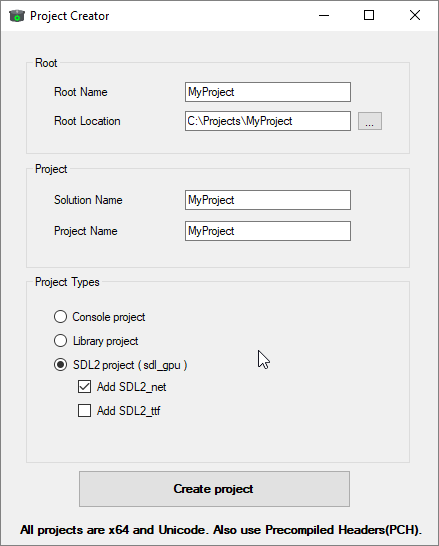 Project Creator
Root
Root Name MyProject
Root Location C:\Projects\MyProject ...
Project
Solution Name MyProject
Project Name MyProject
Project Types
Console project
Library project
SDL2 project ( sdl_gpu )
Add SDL2_net
Add SDL2_ttf
Create project
All projects are x64 and Unicode. Also use Precompiled Headers(PCH).